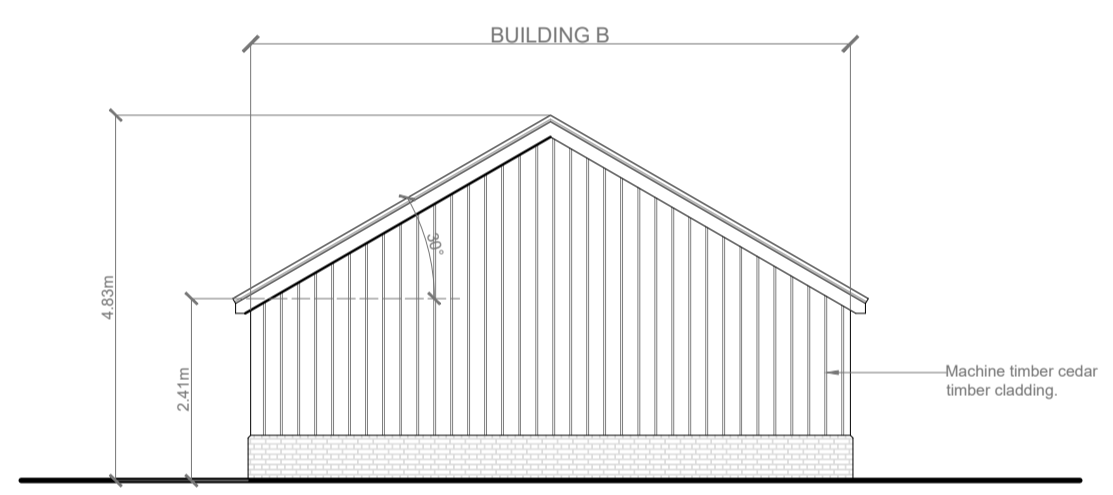 BUILDING B
30°
4.83m
2.41m
Machine timber cedar
timber cladding.